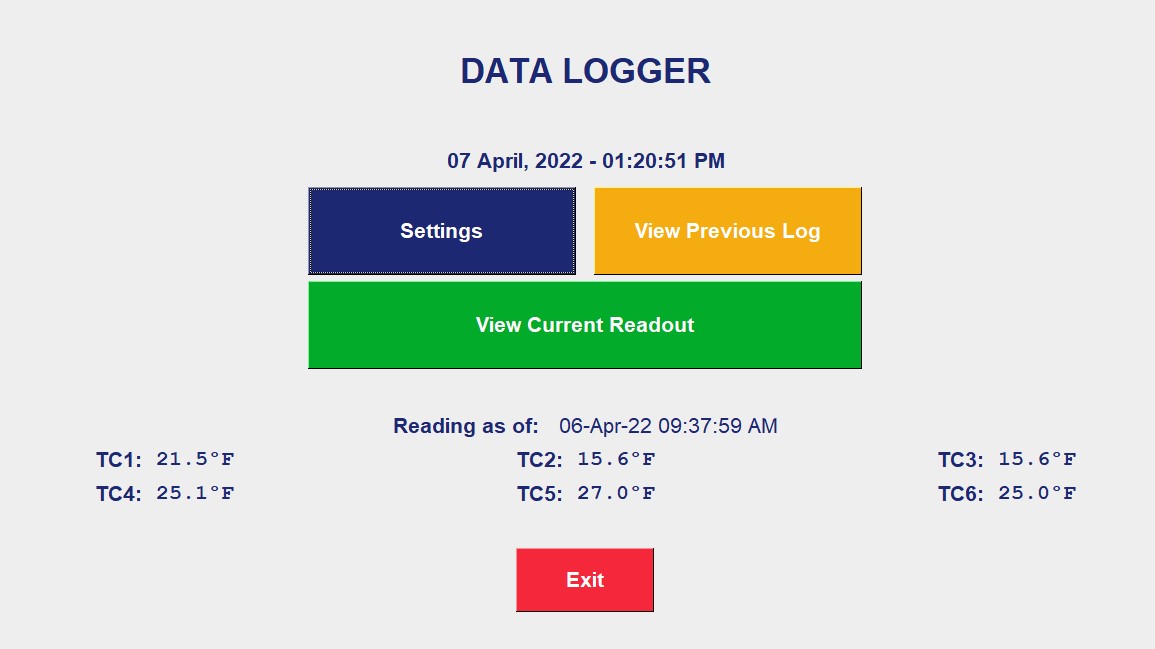 DATA LOGGER
07 April, 2022 - 01:20:51 PM
Settings
View Previous Log
View Current Readout
Reading as of: 06-Apr-22 09:37:59 AM
TC1: 21.5°F TC2: 15.6°F TC3: 15.6°F
TC4: 25.1°F TC5: 27.0°F TC6: 25.0°F
Exit